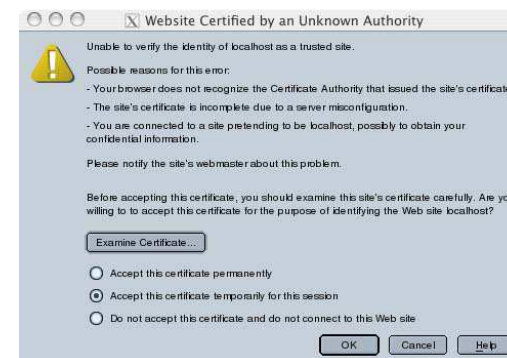 Website Certified by an Unknown Authority
Unable to verify the identity of localhost as a trusted site.
Possible reasons for this error:
- Your browser does not recognize the Certificate Authority that issued the site's certificate
- The site's certificate is incomplete due to a server misconfiguration.
- You are connected to a site pretending to be localhost, possibly to obtain your
confidential information.
Please notify the site's webmaster about this problem.
Before accepting this certificate, you should examine this site's certificate carefully. Are yo
willing to to accept this certificate for the purpose of identifying the Web site localhost?
Examine Certificate...
Accept this certificate permanently
Accept this certificate temporarily for this session
Do not accept this certificate and do not connect to this Web site
OK Cancel Help